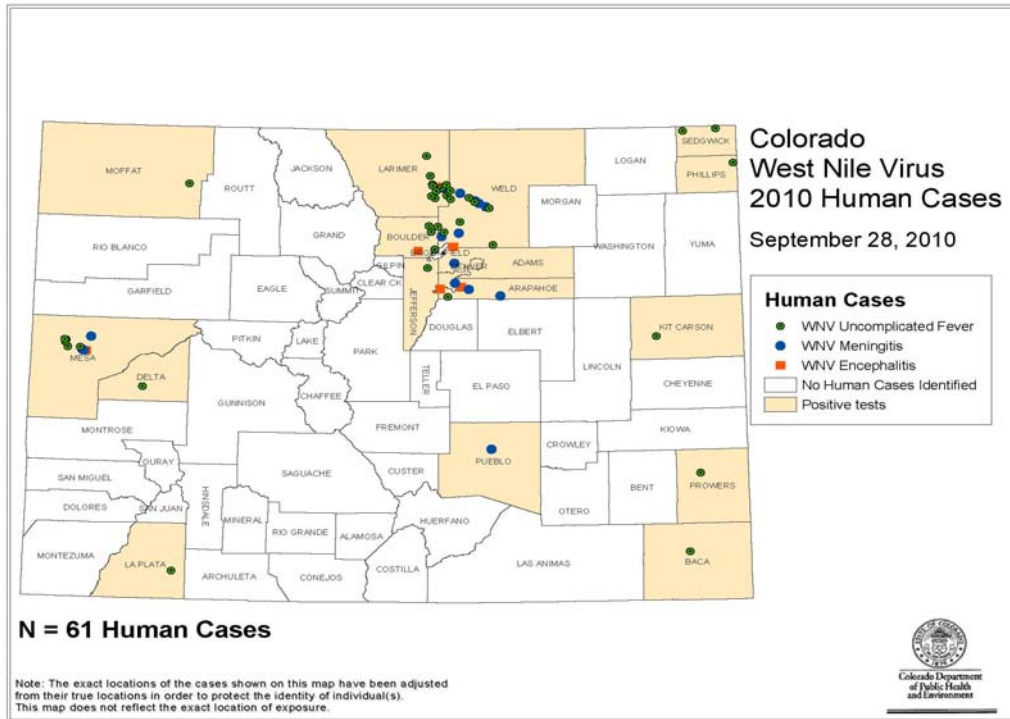 Colorado
West Nile Virus
2010 Human Cases
September 28, 2010
Human Cases
WNV Uncomplicated Fever
WNV Meningitis
WNV Encephalitis
No Human Cases Identified
Positive tests
MOFFAT
ROUTT
JACKSON
LARIMER
WELD
LOGAN
SEDGWICK
PHILLIPS
MORGAN
GRAND
BOULDER
RIO BLANCO
WASHINGTON
YUMA
GILPIN
ADAMS
CLEAR CK
ARAPAHOE
GARFIELD
EAGLE
SUMMIT
JEFFERSON
DOUGLAS
ELBERT
KIT CARSON
PITKIN
LAKE
PARK
MESA
DELTA
TELLER
EL PASO
LINCOLN
CHEYENNE
GUNNISON
CHAFFEE
FREMONT
MONTROSE
KIOWA
OURAY
CROWLEY
PUEBLO
SAN MIGUEL
SAGUACHE
CUSTER
PROWERS
BENT
DOLORES
SAN JUAN
HINSDALE
MINERAL
RIO GRANDE
ALAMOSA
HUERFANO
OTERO
MONTEZUMA
LA PLATA
ARCHULETA
CONEJOS
COSTILLA
LAS ANIMAS
BACA
N = 61 Human Cases
Note: The exact locations of the cases shown on this map have been adjusted
from their true locations in order to protect the identity of individual(s).
This map does not reflect the exact location of exposure.
Colorado Department
of Public Health
and Environment